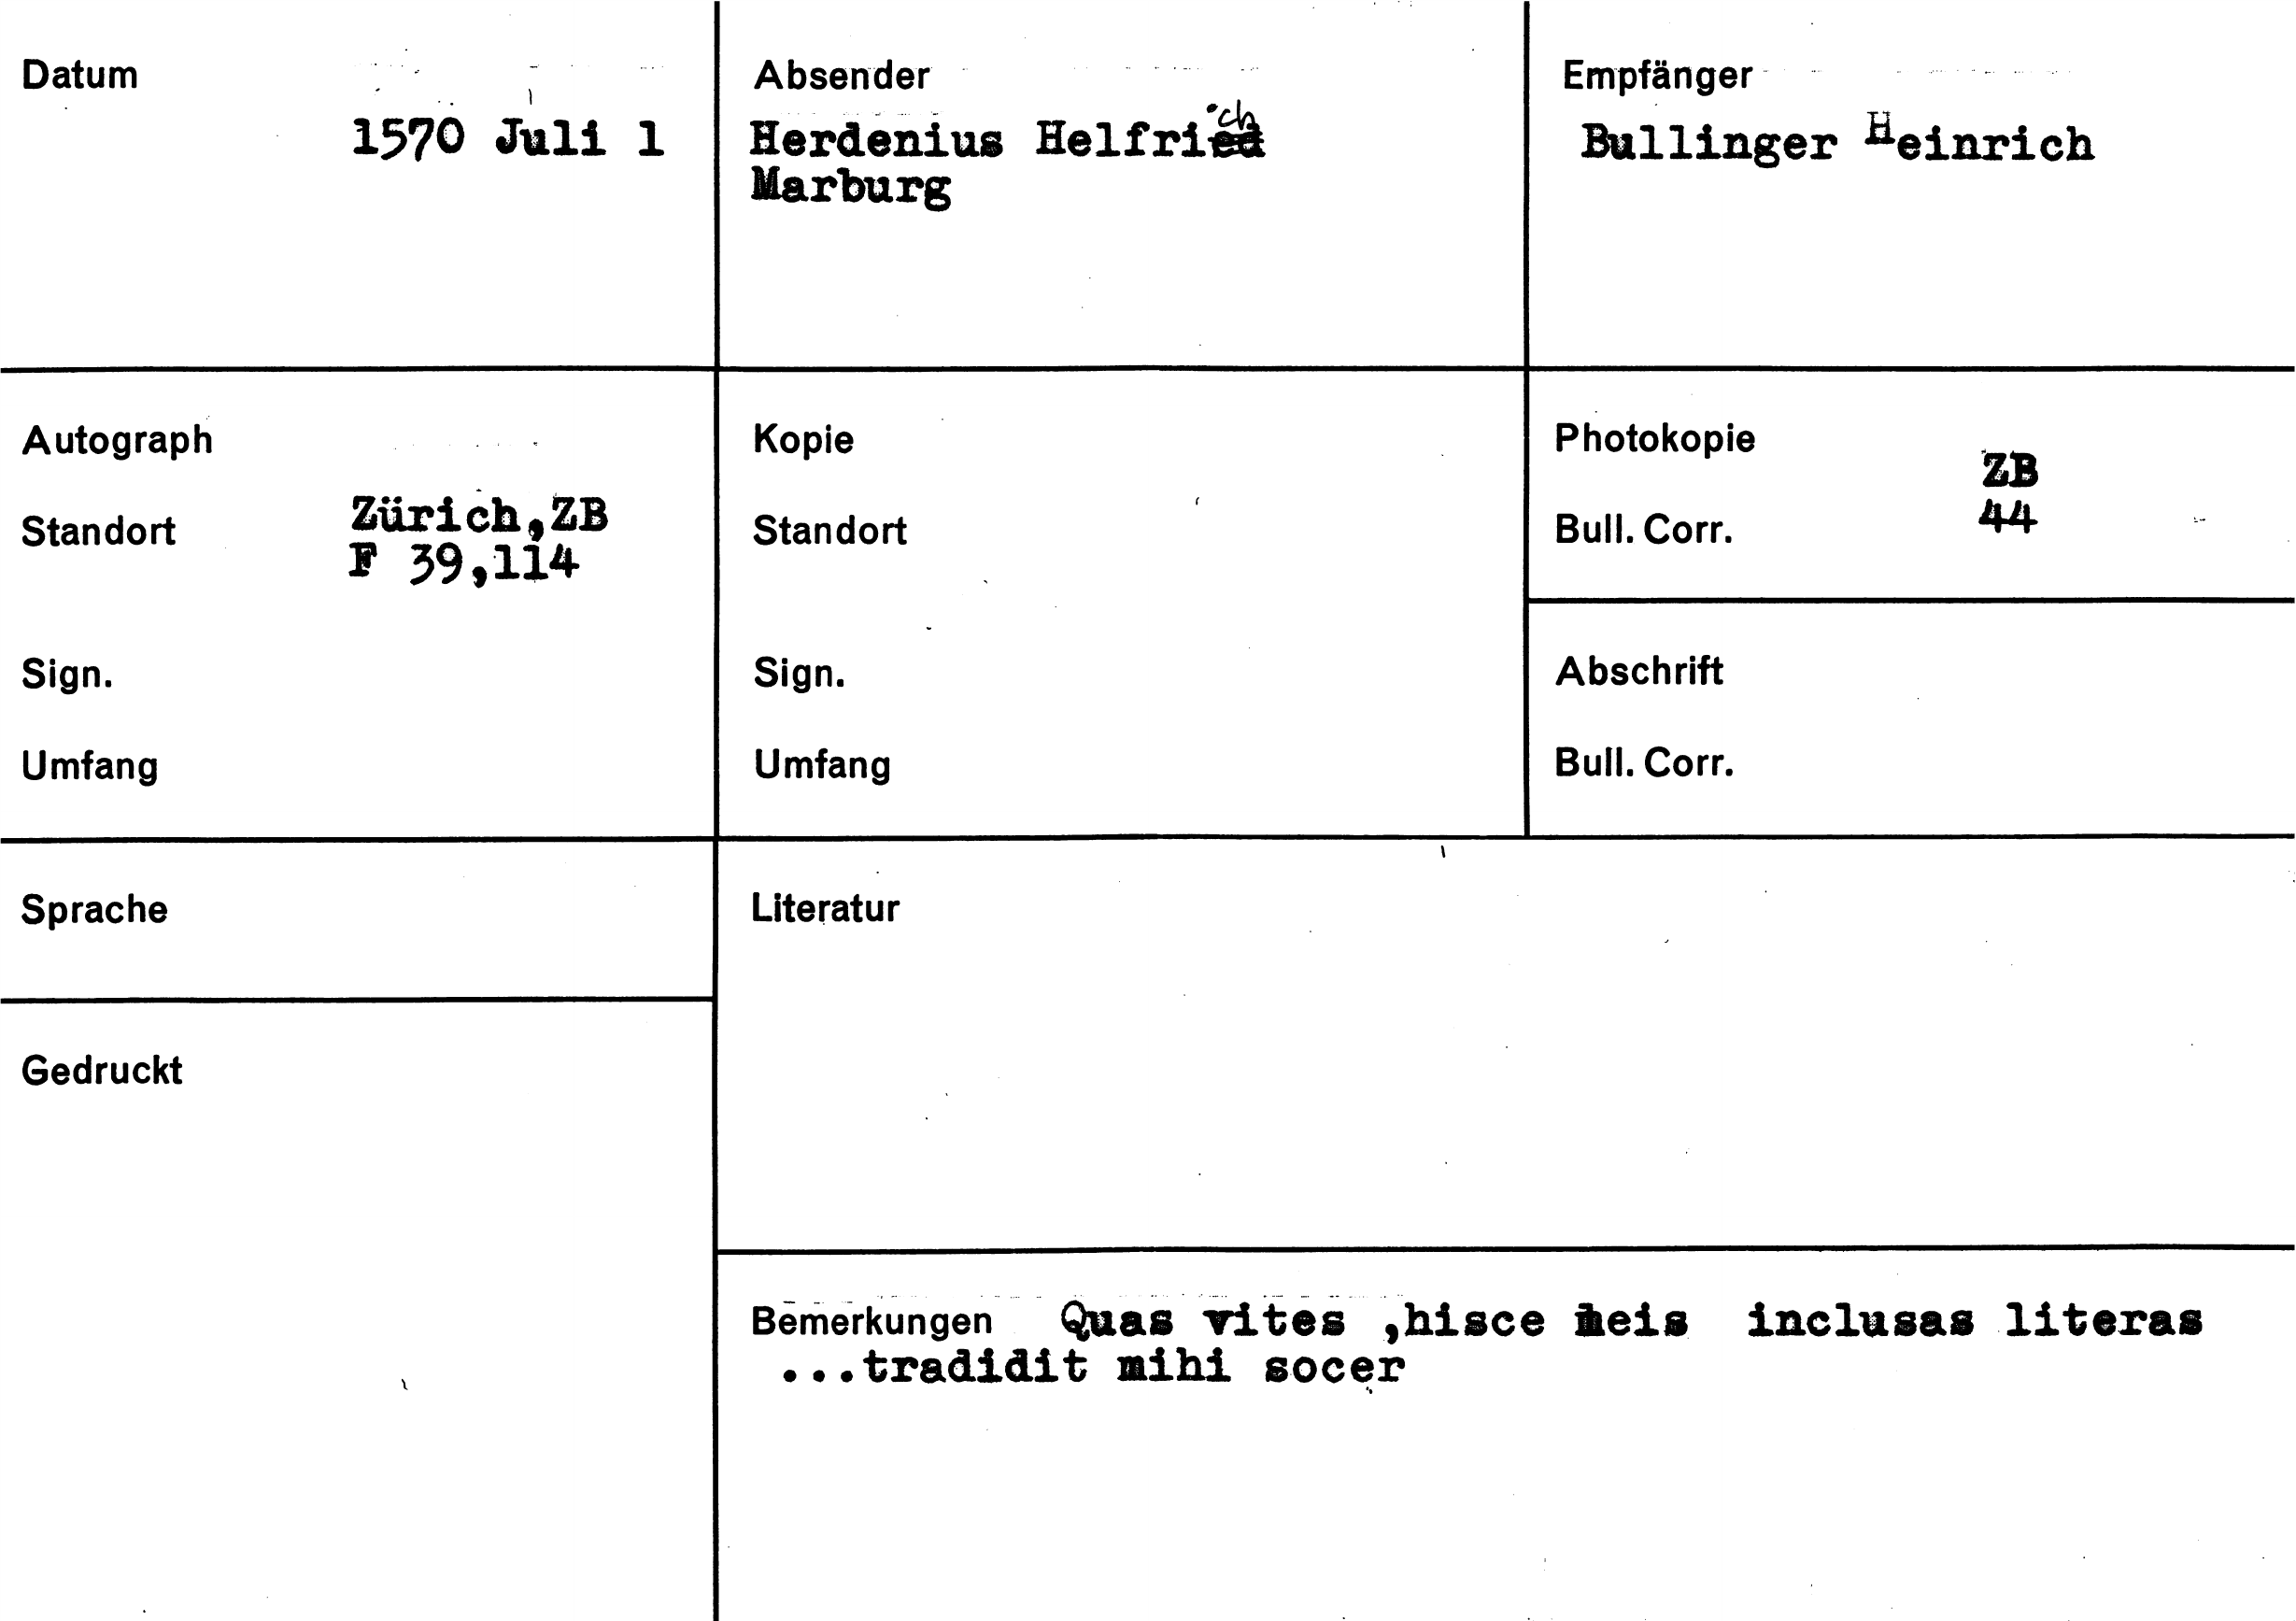 Datum
1570 Juli 1
Absender
Herdenius Helfrich
Marburg
Empfänger
Bullinger Heinrich
Autograph
Standort
Zürich,ZB
F 39,114
Sign.
Umfang
Kopie
Standort
Sign.
Umfang
Photokopie
ZB
Bull. Corr.
44
Abschrift
Bull. Corr.
Sprache
Literatur
Gedruckt
Bemerkungen Quas vites ,hisce meis inclusas literas
...tradidit mihi socer